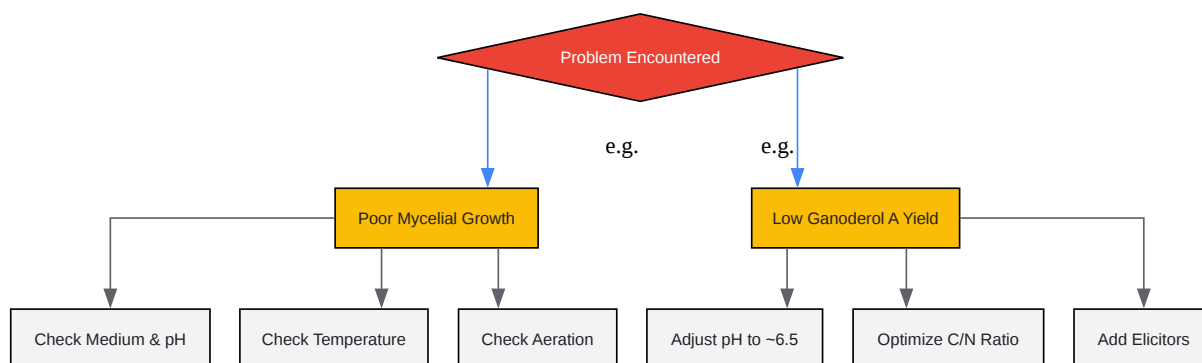 Problem Encountered
e.g.
e.g.
Poor Mycelial Growth
Low Ganoderol A Yield
Check Medium & pH
Check Temperature
Check Aeration
Adjust pH to ~6.5
Optimize C/N Ratio
Add Elicitors